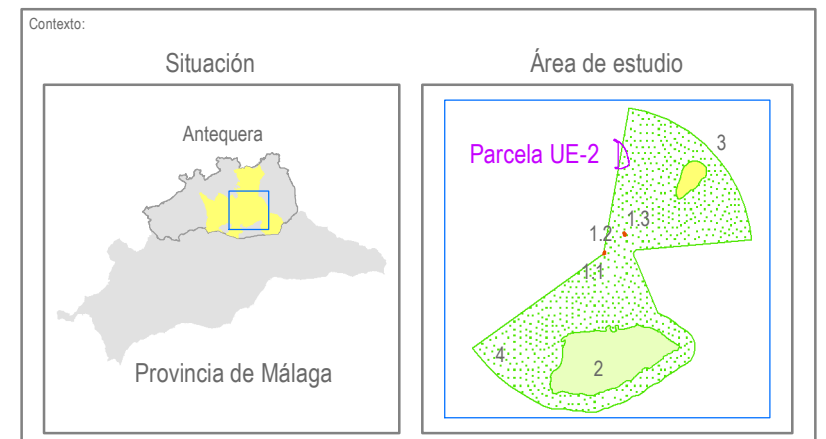 Contexto:
Situación
Antequera
Provincia de Málaga
Área de estudio
Parcela UE-2
3
1.3
1.2
1.1
4
2